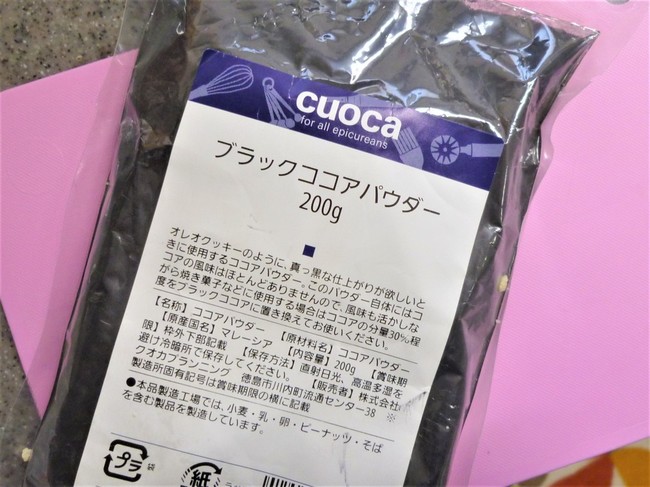 cuoca
for all epicureans
ブラックココアパウダー
200g
オレオクッキーのように、真っ黒な仕上がりが欲しいと
きに使用するココアパウダー。このパウダー自体にはコ
コアの風味はほとんどありませんので、風味も活かしな
がら焼き菓子などに使用する場合はココアの分量30%程
度をブラックココアに置き換えてお使いください。
【名称】ココアパウダー 【原材料名】ココアパウダー
【原産国名】マレーシア 【内容量】200g 【賞味期
限】枠外下部記載 【保存方法】直射日光、高温多湿を
避け冷暗所で保存してください。 【販売者】株式会社
クオカプランニング 徳島市川内町流通センター38 ※
製造所固有記号は賞味期限の横に記載
●本品製造工場では、小麦・乳・卵・ピーナッツ・そば
を含む製品を製造しています。
プラ
袋
紙